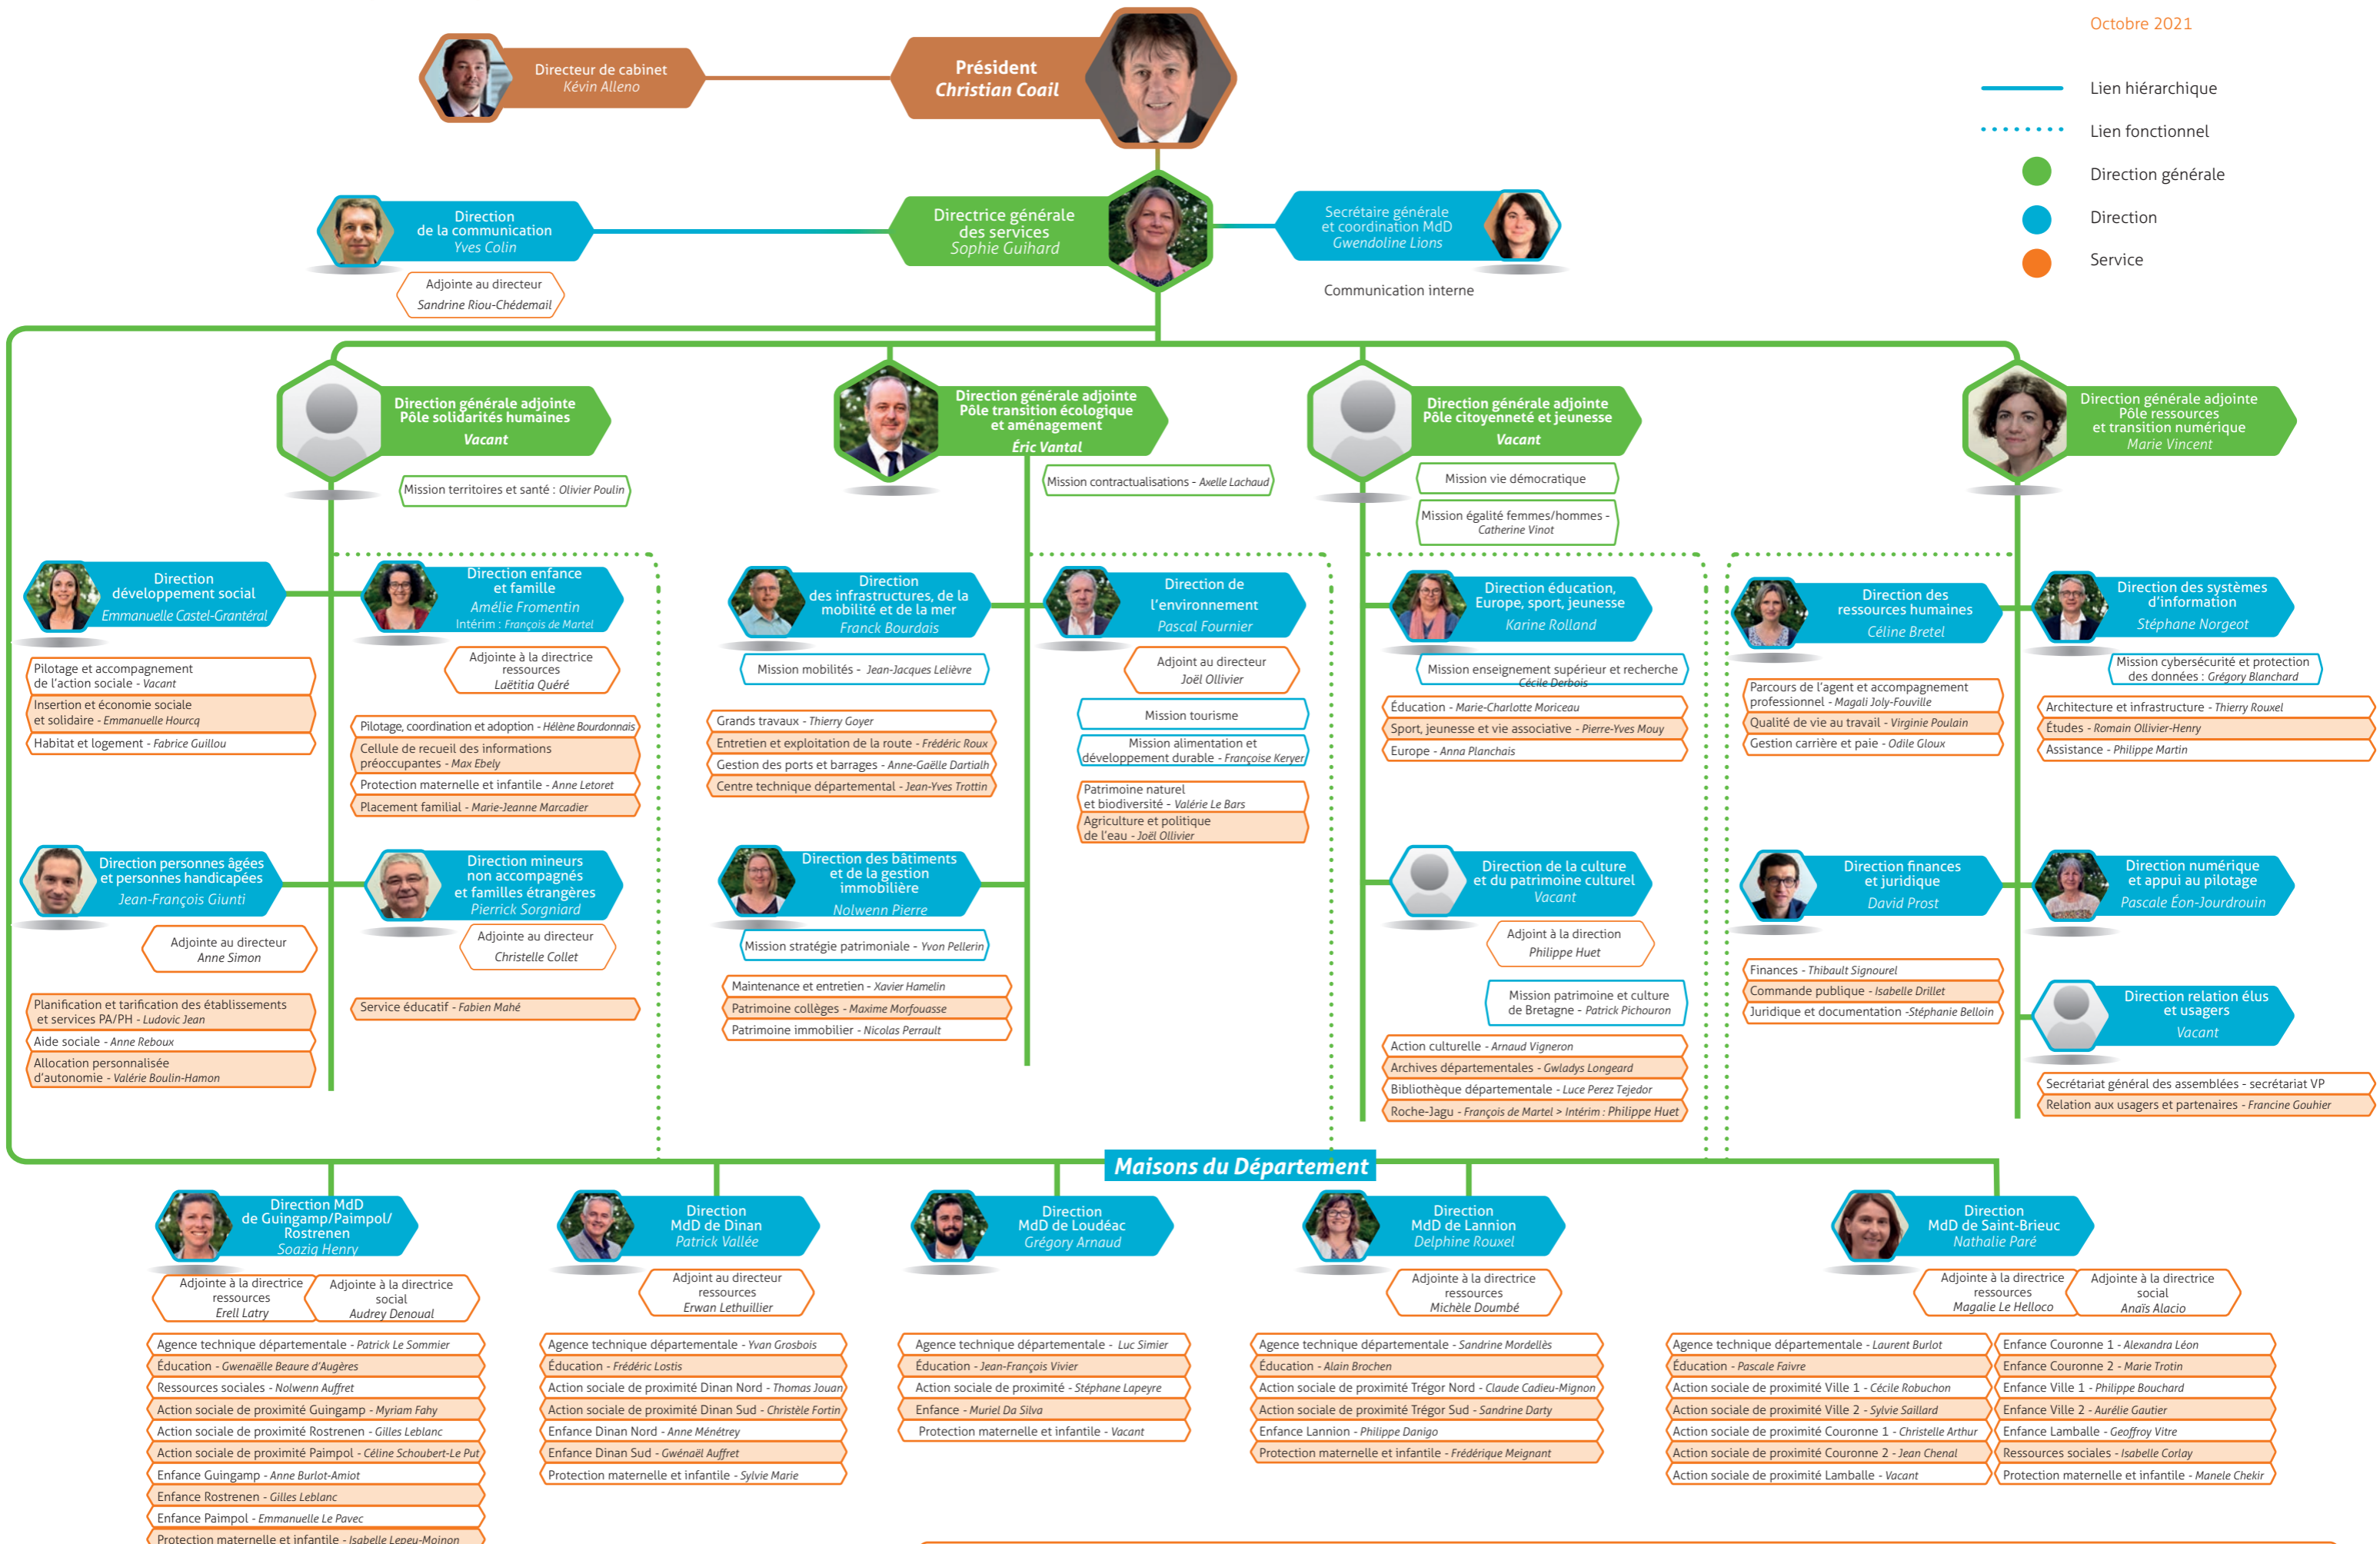 Octobre 2021
Lien hiérarchique
Lien fonctionnel
Direction générale
Direction
Service
Directeur de cabinet
Kévin Alleno
Président
Christian Coail
Direction
de la communication
Yves Colin
Adjointe au directeur
Sandrine Riou-Chédemail
Directrice générale
des services
Sophie Guihard
Secrétaire générale
et coordination MdD
Gwendoline Lions
Communication interne
Direction générale adjointe
Pôle solidarités humaines
Vacant
Mission territoires et santé : Olivier Poulin
Direction générale adjointe
Pôle transition écologique
et aménagement
Éric Vantal
Mission contractualisations - Axelle Lachaud
Direction générale adjointe
Pôle citoyenneté et jeunesse
Vacant
Mission vie démocratique
Mission égalité femmes/hommes -
Catherine Vinot
Direction générale adjointe
Pôle ressources
et transition numérique
Marie Vincent
Direction
développement social
Emmanuelle Castel-Grantéral
Pilotage et accompagnement
de l'action sociale - Vacant
Insertion et économie sociale
et solidaire - Emmanuelle Hourcq
Habitat et logement - Fabrice Guillou
Direction enfance
et famille
Amélie Fromentin
Intérim : François de Martel
Adjointe à la directrice
ressources
Laëtitia Quéré
Pilotage, coordination et adoption - Hélène Bourdonnais
Cellule de recueil des informations
préoccupantes - Max Ebely
Protection maternelle et infantile - Anne Letoret
Placement familial - Marie-Jeanne Marcadier
Direction personnes âgées
et personnes handicapées
Jean-François Giunti
Adjointe au directeur
Anne Simon
Planification et tarification des établissements
et services PA/PH - Ludovic Jean
Aide sociale - Anne Reboux
Allocation personnalisée
d'autonomie - Valérie Boulin-Hamon
Direction mineurs
non accompagnés
et familles étrangères
Pierrick Sorgniard
Adjointe au directeur
Christelle Collet
Service éducatif - Fabien Mahé
Direction
des infrastructures, de la
mobilité et de la mer
Franck Bourdais
Mission mobilités - Jean-Jacques Lelièvre
Grands travaux - Thierry Goyer
Entretien et exploitation de la route - Frédéric Roux
Gestion des ports et barrages - Anne-Gaëlle Dartialh
Centre technique départemental - Jean-Yves Trottin
Direction de
l'environnement
Pascal Fournier
Adjoint au directeur
Joël Ollivier
Mission tourisme
Mission alimentation et
développement durable - Françoise Keryer
Patrimoine naturel
et biodiversité - Valérie Le Bars
Agriculture et politique
de l'eau - Joël Ollivier
Direction des bâtiments
et de la gestion
immobilière
Nolwenn Pierre
Mission stratégie patrimoniale - Yvon Pellerin
Maintenance et entretien - Xavier Hamelin
Patrimoine collèges - Maxime Morfouasse
Patrimoine immobilier - Nicolas Perrault
Direction éducation,
Europe, sport, jeunesse
Karine Rolland
Mission enseignement supérieur et recherche
Cécile Derbois
Éducation - Marie-Charlotte Moriceau
Sport, jeunesse et vie associative - Pierre-Yves Mouy
Europe - Anna Planchais
Direction de la culture
et du patrimoine culturel
Vacant
Adjoint à la direction
Philippe Huet
Mission patrimoine et culture
de Bretagne - Patrick Pichouron
Action culturelle - Arnaud Vigneron
Archives départementales - Gwladys Longeard
Bibliothèque départementale - Luce Perez Tejedor
Roche-Jagu - François de Martel > Intérim : Philippe Huet
Direction des
ressources humaines
Céline Bretel
Parcours de l'agent et accompagnement
professionnel - Magali Joly-Fouville
Qualité de vie au travail - Virginie Poulain
Gestion carrière et paie - Odile Gloux
Direction des systèmes
d'information
Stéphane Norgeot
Mission cybersécurité et protection
des données : Grégory Blanchard
Architecture et infrastructure - Thierry Rouxel
Études - Romain Ollivier-Henry
Assistance - Philippe Martin
Direction finances
et juridique
David Prost
Finances - Thibault Signourel
Commande publique - Isabelle Drillet
Juridique et documentation -Stéphanie Belloin
Direction numérique
et appui au pilotage
Pascale Éon-Jourdrouin
Direction relation élus
et usagers
Vacant
Secrétariat général des assemblées - secrétariat VP
Relation aux usagers et partenaires - Francine Gouhier
Maisons du Département
Direction MdD
de Guingamp/Paimpol/
Rostrenen
Soazig Henry
Adjointe à la directrice
ressources
Erell Latry
Adjointe à la directrice
social
Audrey Denoual
Agence technique départementale - Patrick Le Sommier
Éducation - Gwenaëlle Beaure d'Augères
Ressources sociales - Nolwenn Auffret
Action sociale de proximité Guingamp - Myriam Fahy
Action sociale de proximité Rostrenen - Gilles Leblanc
Action sociale de proximité Paimpol - Céline Schoubert-Le Put
Enfance Guingamp - Anne Burlot-Amiot
Enfance Rostrenen - Gilles Leblanc
Enfance Paimpol - Emmanuelle Le Pavec
Protection maternelle et infantile - Isabelle Lepeu-Moinon
Direction
MdD de Dinan
Patrick Vallée
Adjoint au directeur
ressources
Erwan Lethuillier
Agence technique départementale - Yvan Grosbois
Éducation - Frédéric Lostis
Action sociale de proximité Dinan Nord - Thomas Jouan
Action sociale de proximité Dinan Sud - Christèle Fortin
Enfance Dinan Nord - Anne Ménétrey
Enfance Dinan Sud - Gwénaël Auffret
Protection maternelle et infantile - Sylvie Marie
Direction
MdD de Loudéac
Grégory Arnaud
Agence technique départementale - Luc Simier
Éducation - Jean-François Vivier
Action sociale de proximité - Stéphane Lapeyre
Enfance - Muriel Da Silva
Protection maternelle et infantile - Vacant
Direction
MdD de Lannion
Delphine Rouxel
Adjointe à la directrice
ressources
Michèle Doumbé
Agence technique départementale - Sandrine Mordellès
Éducation - Alain Brochen
Action sociale de proximité Trégor Nord - Claude Cadieu-Mignon
Action sociale de proximité Trégor Sud - Sandrine Darty
Enfance Lannion - Philippe Danigo
Protection maternelle et infantile - Frédérique Meignant
Direction
MdD de Saint-Brieuc
Nathalie Paré
Adjointe à la directrice
ressources
Magalie Le Helloco
Adjointe à la directrice
social
Anaïs Alacio
Agence technique départementale - Laurent Burlot
Éducation - Pascale Faivre
Action sociale de proximité Ville 1 - Cécile Robuchon
Action sociale de proximité Ville 2 - Sylvie Saillard
Action sociale de proximité Couronne 1 - Christelle Arthur
Action sociale de proximité Couronne 2 - Jean Chenal
Action sociale de proximité Lamballe - Vacant
Enfance Couronne 1 - Alexandra Léon
Enfance Couronne 2 - Marie Trotin
Enfance Ville 1 - Philippe Bouchard
Enfance Ville 2 - Aurélie Gautier
Enfance Lamballe - Geoffroy Vitre
Ressources sociales - Isabelle Corlay
Protection maternelle et infantile - Manele Chekir